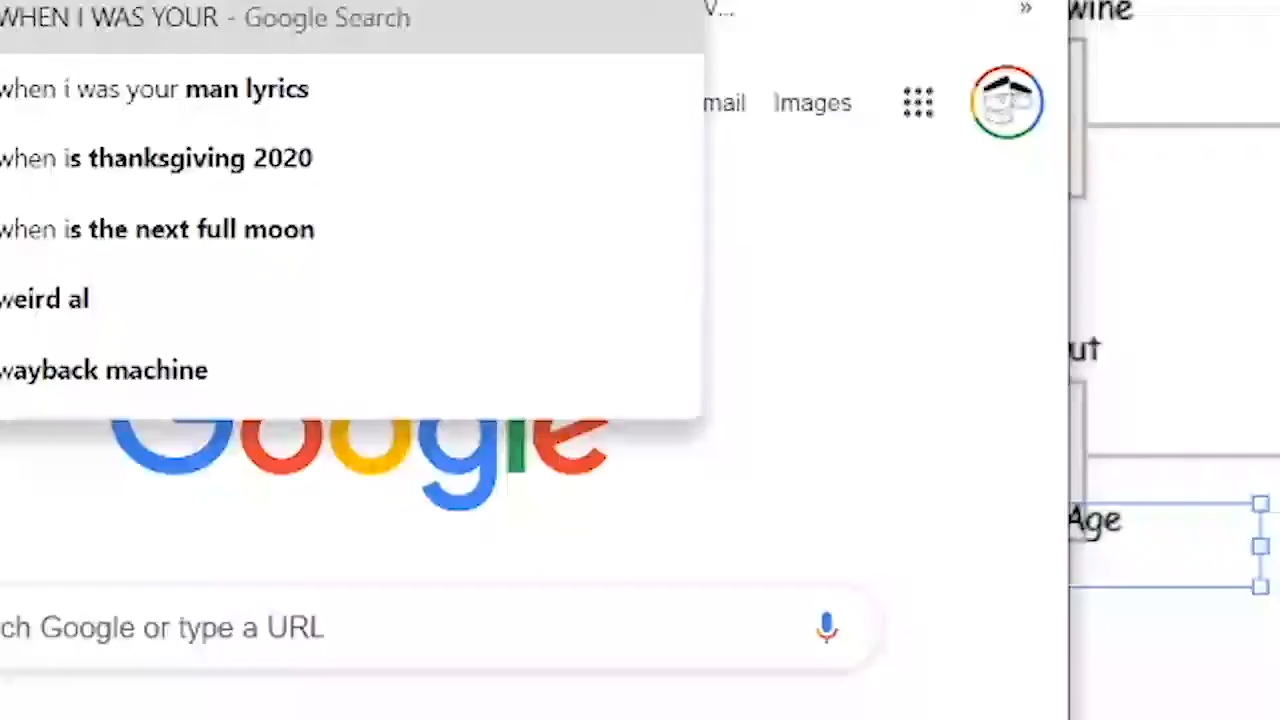 WHEN I WAS YOUR - Google Search
V...
»
wine
when i was your man lyrics
mail Images
when is thanksgiving 2020
when is the next full moon
weird al
ut
wayback machine
Google
Age
ch Google or type a URL